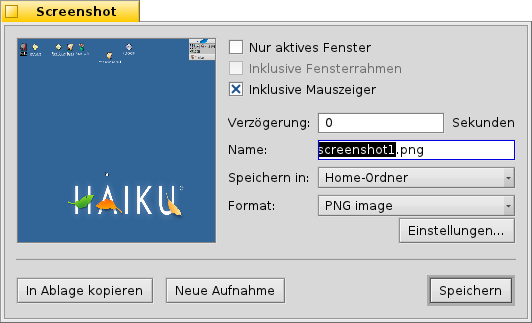 Screenshot
Nur aktives Fenster
Inklusive Fensterrahmen
Inklusive Mauszeiger
Verzögerung: 0 Sekunden
Name: screenshot1.png
Speichern in: Home-Ordner
Format: PNG image
Einstellungen...
HAIKU
In Ablage kopieren Neue Aufnahme Speichern